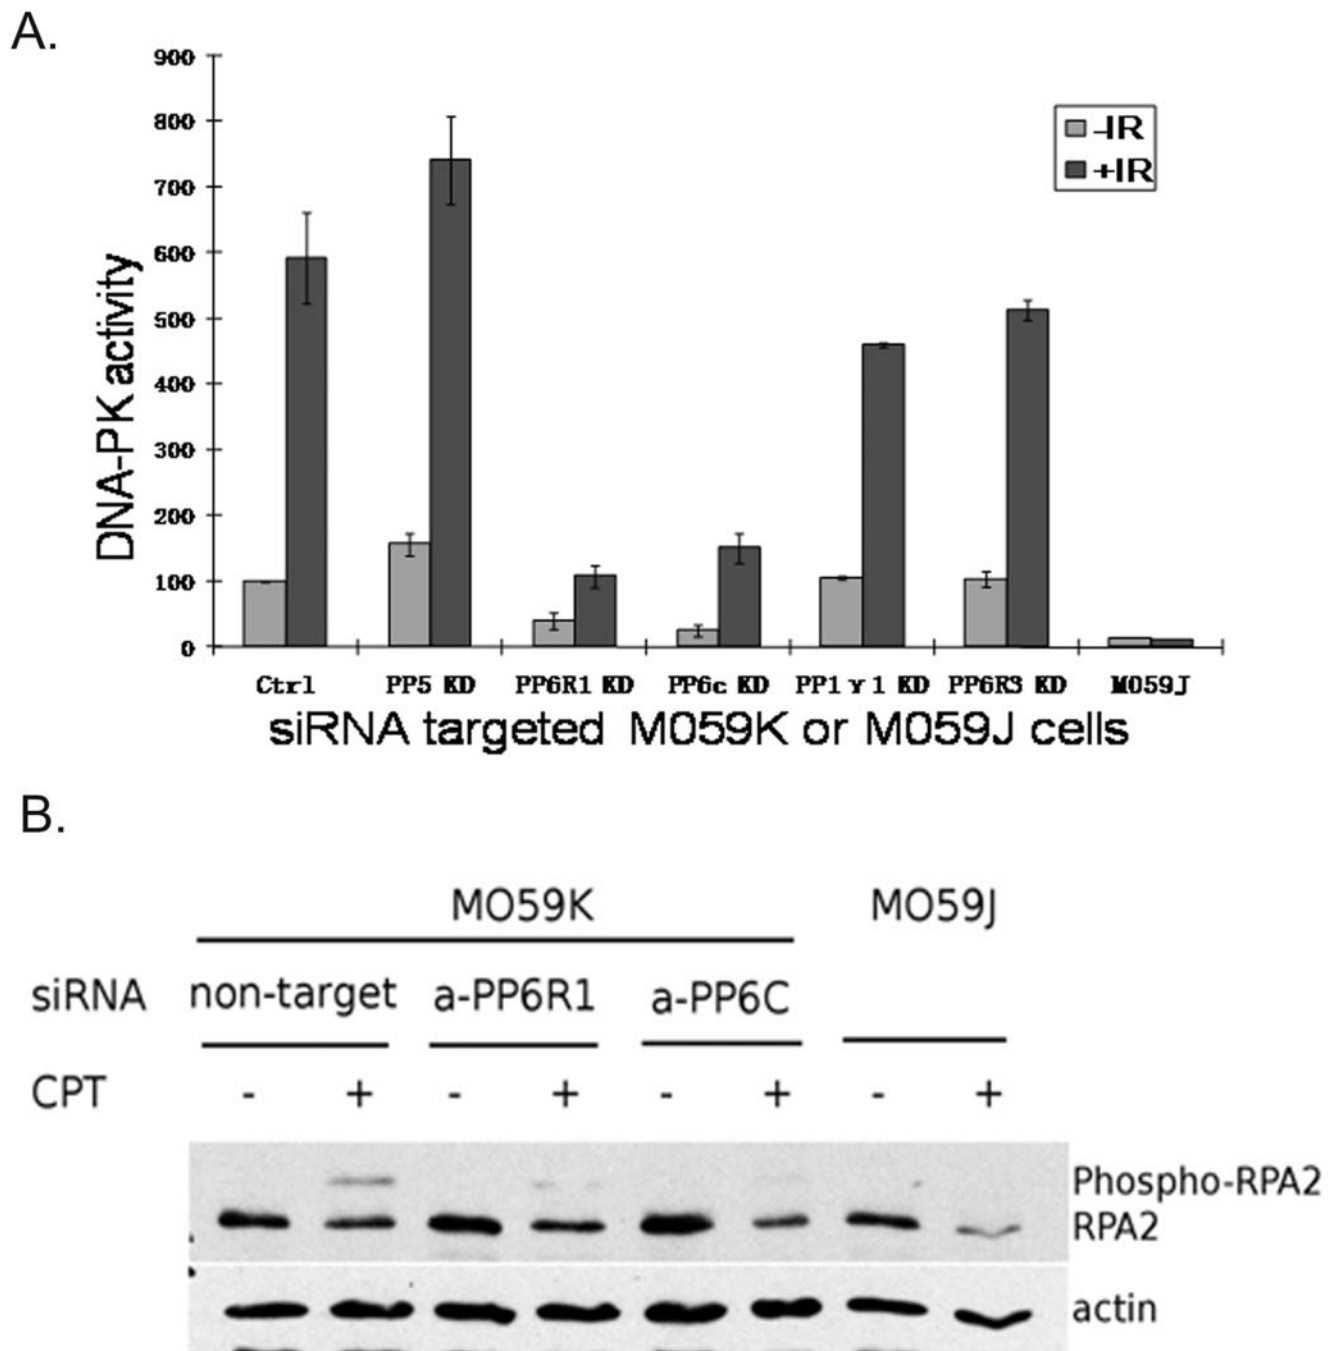 A.
900
800
700
600
500
400
300
200
100
0
DNA-PK activity
-IR
+IR
Ctrl PP5 KD PP6R1 KD PP6c KD PP1γ1 KD PP6R3 KD M059J
siRNA targeted M059K or M059J cells
B.
MO59K MO59J
siRNA non-target a-PP6R1 a-PP6C
CPT - + - + - + - +
Phospho-RPA2
RPA2
actin